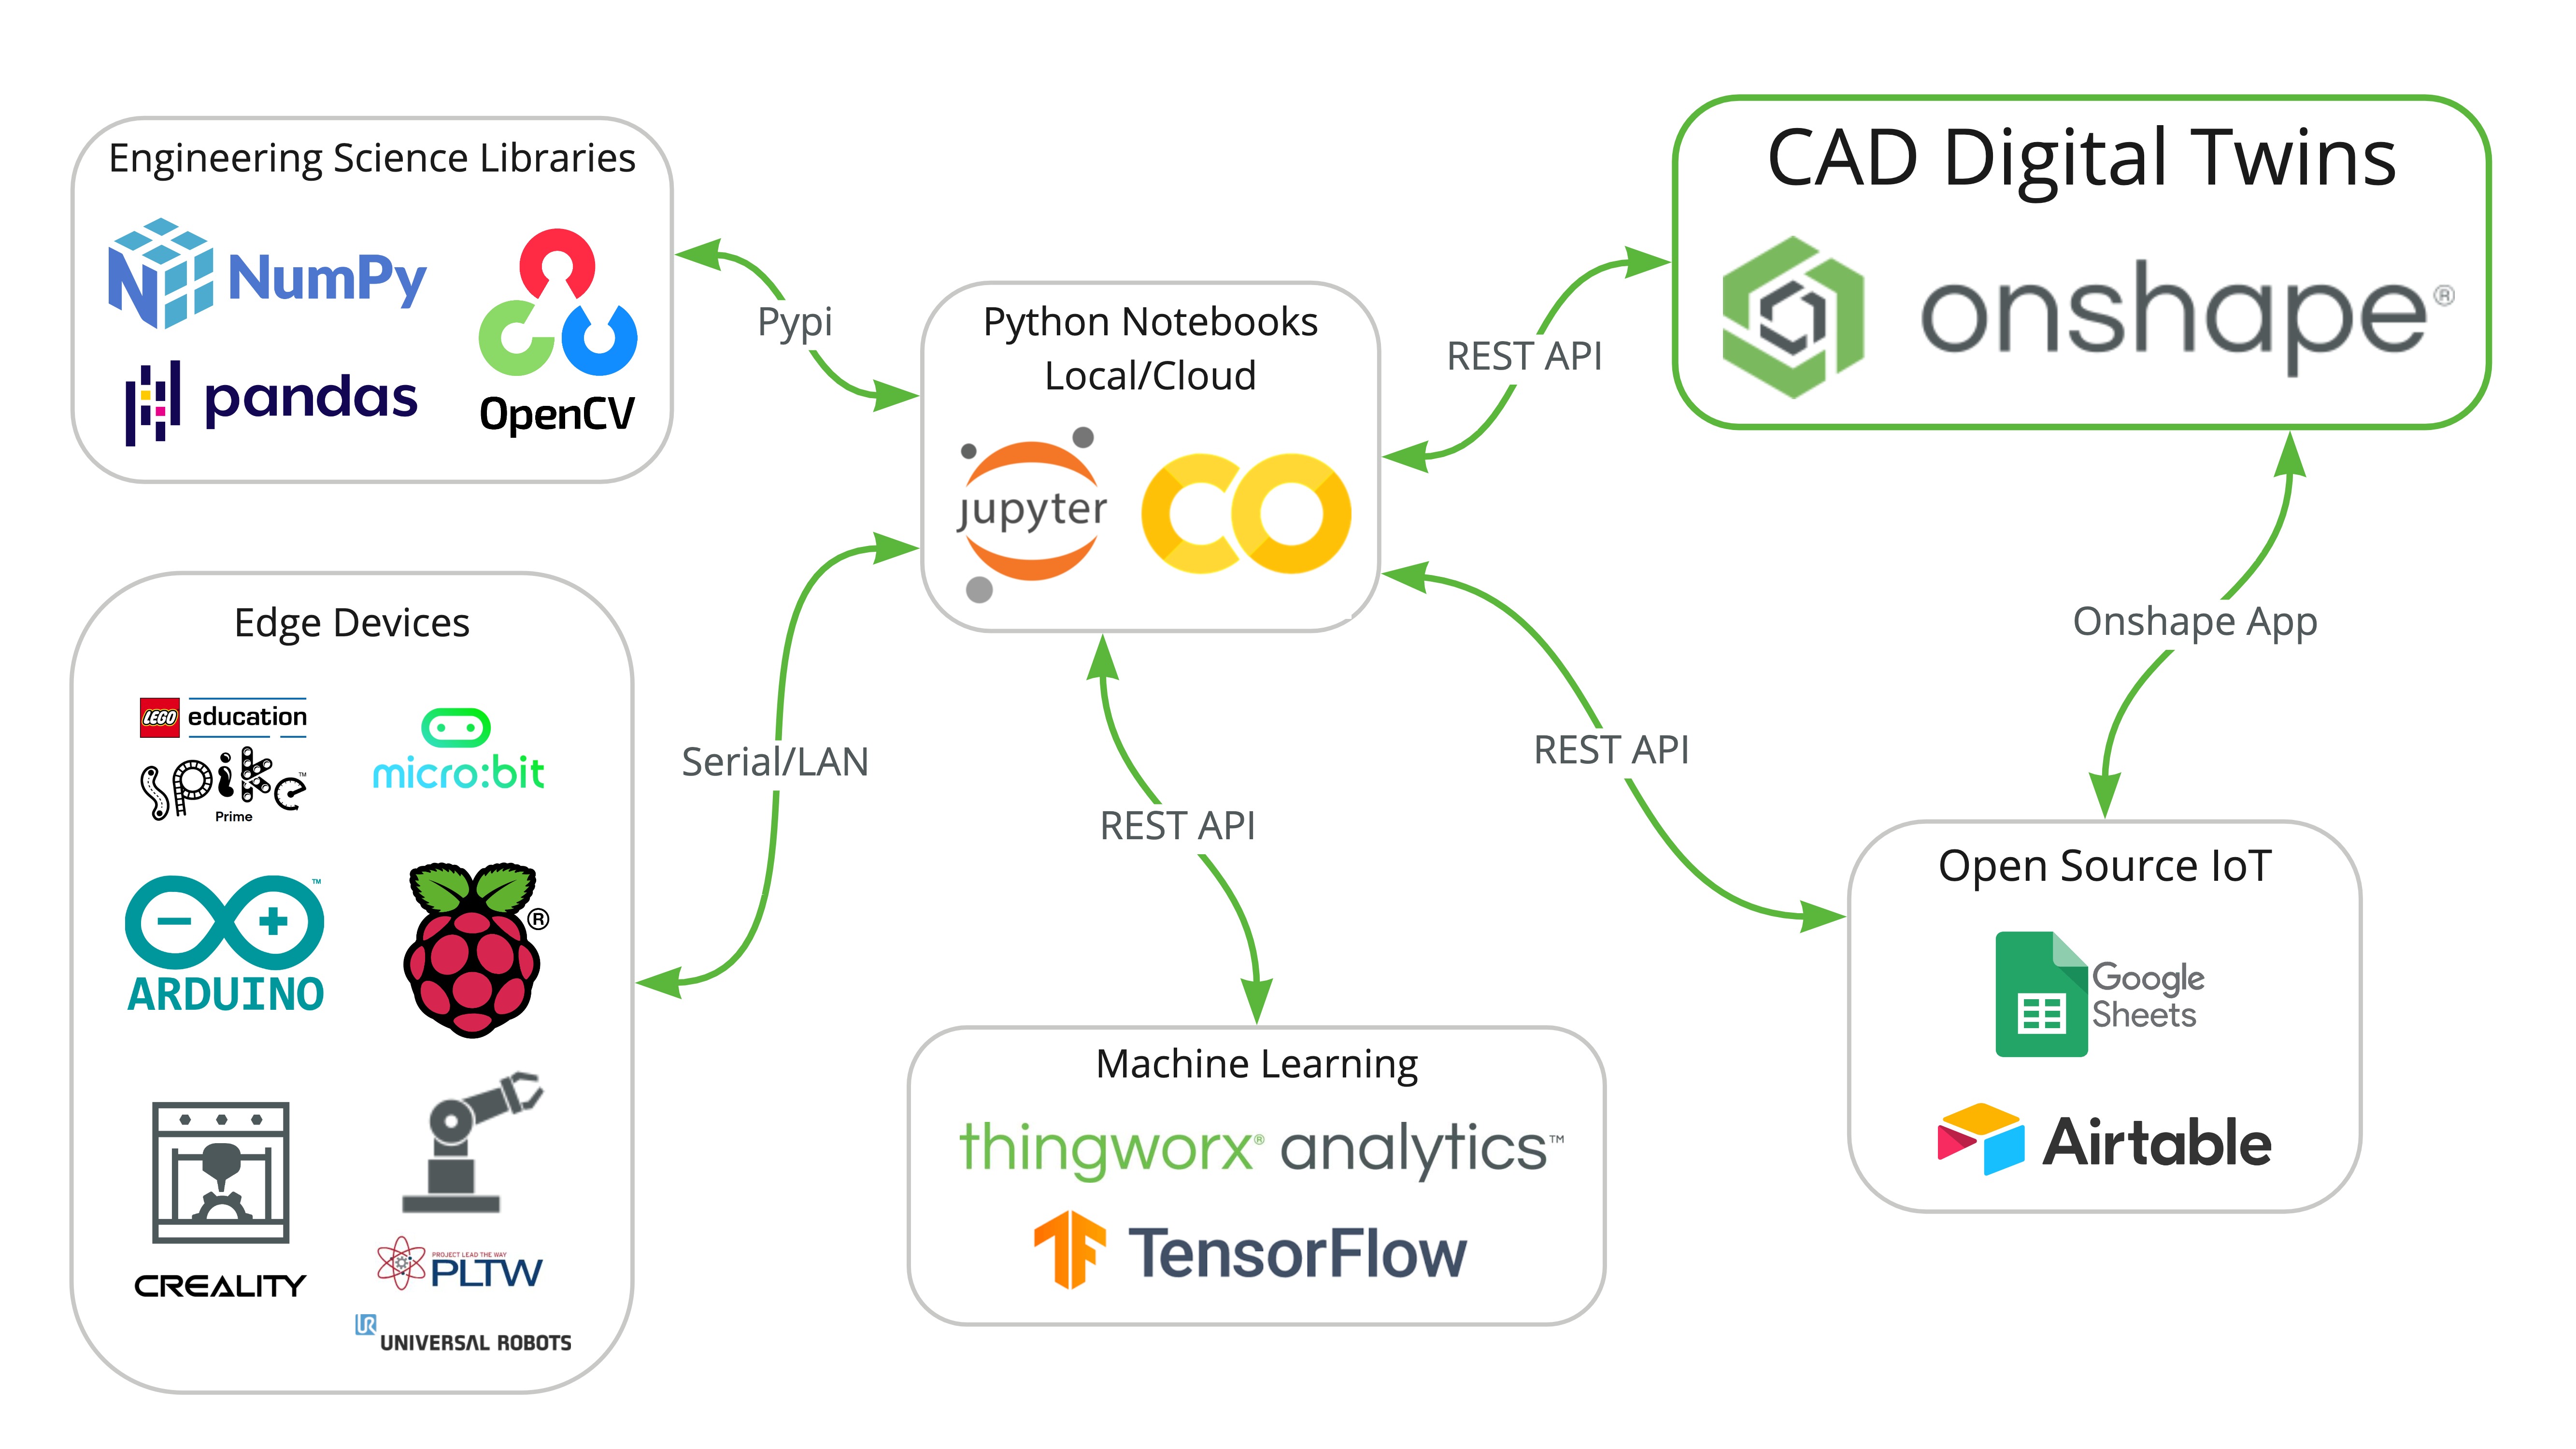 Engineering Science Libraries
NumPy
pandas
OpenCV
Pypi
Python Notebooks
Local/Cloud
jupyter
CO
REST API
CAD Digital Twins
onshape®
Edge Devices
LEGO education
spike™
Prime
micro:bit
ARDUINO™
®
CREALITY
PROJECT LEAD THE WAY
PLTW
UR
UNIVERSAL ROBOTS
Serial/LAN
REST API
REST API
Onshape App
Machine Learning
thingworx® analytics™
TensorFlow
Open Source IoT
Google
Sheets
Airtable